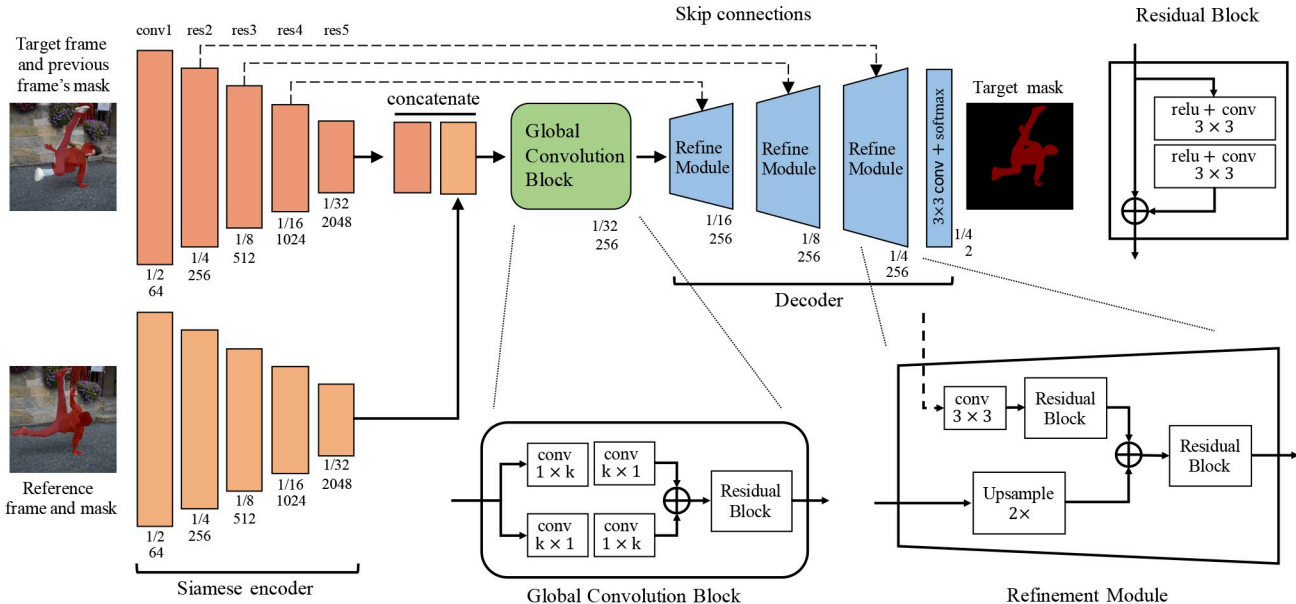 Target frame
and previous
frame's mask
conv1
res2
res3
res4
res5
1/2
64
1/4
256
1/8
512
1/16
1024
1/32
2048
concatenate
Skip connections
Global
Convolution
Block
1/32
256
Refine
Module
1/16
256
Refine
Module
1/8
256
Refine
Module
1/4
256
3×3 conv + softmax
1/4
2
Target mask
Decoder
Residual Block
relu + conv
3 × 3
relu + conv
3 × 3
Reference
frame and mask
1/2
64
1/4
256
1/8
512
1/16
1024
1/32
2048
Siamese encoder
conv
1 × k
conv
k × 1
conv
k × 1
conv
1 × k
Residual
Block
Global Convolution Block
conv
3 × 3
Residual
Block
Upsample
2×
Residual
Block
Refinement Module